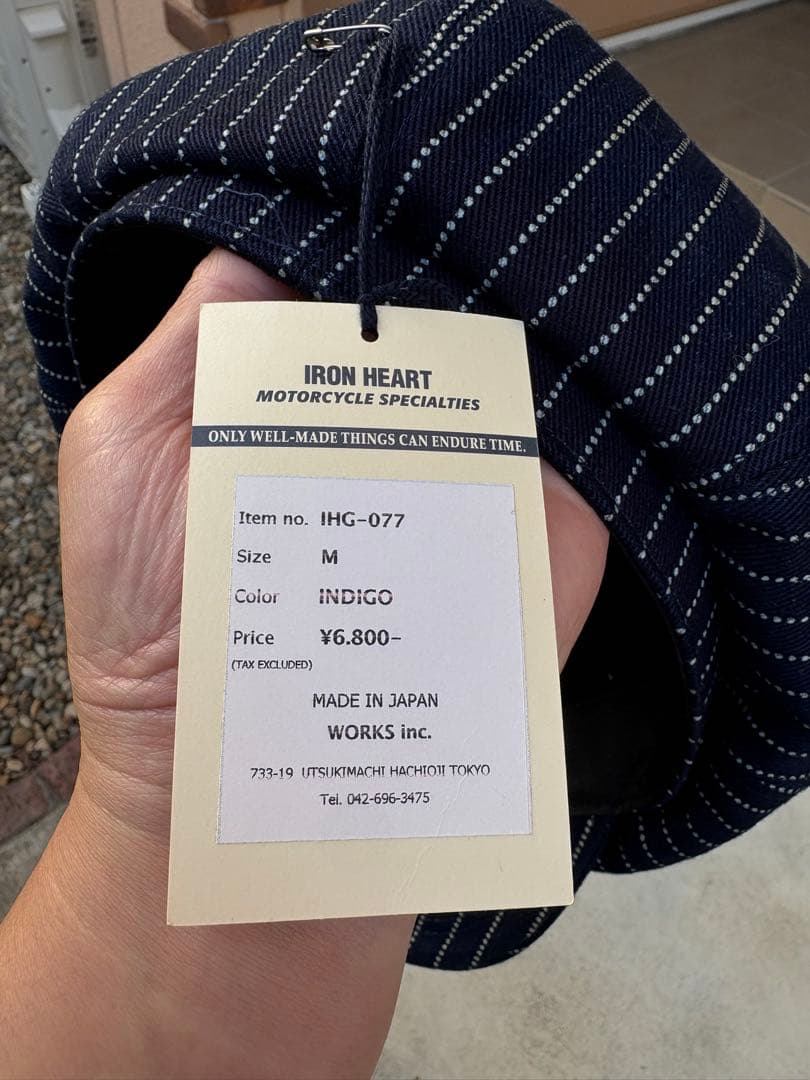 IRON HEART
MOTORCYCLE SPECIALTIES
ONLY WELL-MADE THINGS CAN ENDURE TIME.
Item no. IHG-077
Size M
Color INDIGO
Price ¥6.800-
(TAX EXCLUDED)
MADE IN JAPAN
WORKS inc.
733-19 UTSUKIMACHI HACHIOJI TOKYO
Tel. 042-696-3475